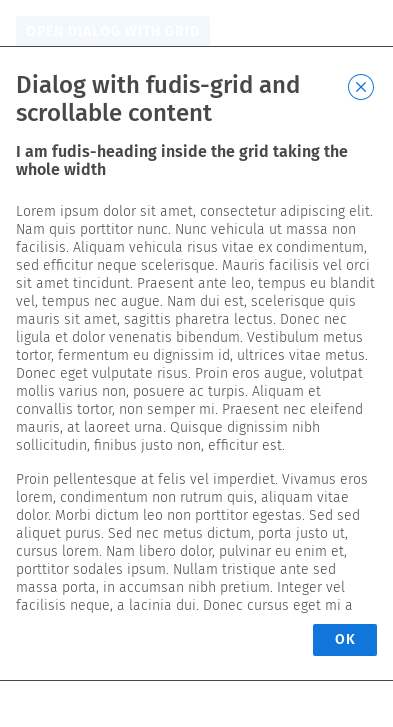 OPEN DIALOG WITH GRID
Dialog with fudis-grid and
scrollable content
I am fudis-heading inside the grid taking the
whole width
Lorem ipsum dolor sit amet, consectetur adipiscing elit.
Nam quis porttitor nunc. Nunc vehicula ut massa non
facilisis. Aliquam vehicula risus vitae ex condimentum,
sed efficitur neque scelerisque. Mauris facilisis vel orci
sit amet tincidunt. Praesent ante leo, tempus eu blandit
vel, tempus nec augue. Nam dui est, scelerisque quis
mauris sit amet, sagittis pharetra lectus. Donec nec
ligula et dolor venenatis bibendum. Vestibulum metus
tortor, fermentum eu dignissim id, ultrices vitae metus.
Donec eget vulputate risus. Proin eros augue, volutpat
mollis varius non, posuere ac turpis. Aliquam et
convallis tortor, non semper mi. Praesent nec eleifend
mauris, at laoreet urna. Quisque dignissim nibh
sollicitudin, finibus justo non, efficitur est.
Proin pellentesque at felis vel imperdiet. Vivamus eros
lorem, condimentum non rutrum quis, aliquam vitae
dolor. Morbi dictum leo non porttitor egestas. Sed sed
aliquet purus. Sed nec metus dictum, porta justo ut,
cursus lorem. Nam libero dolor, pulvinar eu enim et,
porttitor sodales ipsum. Nullam tristique ante sed
massa porta, in accumsan nibh pretium. Integer vel
facilisis neque, a lacinia dui. Donec cursus eget mi a
OK